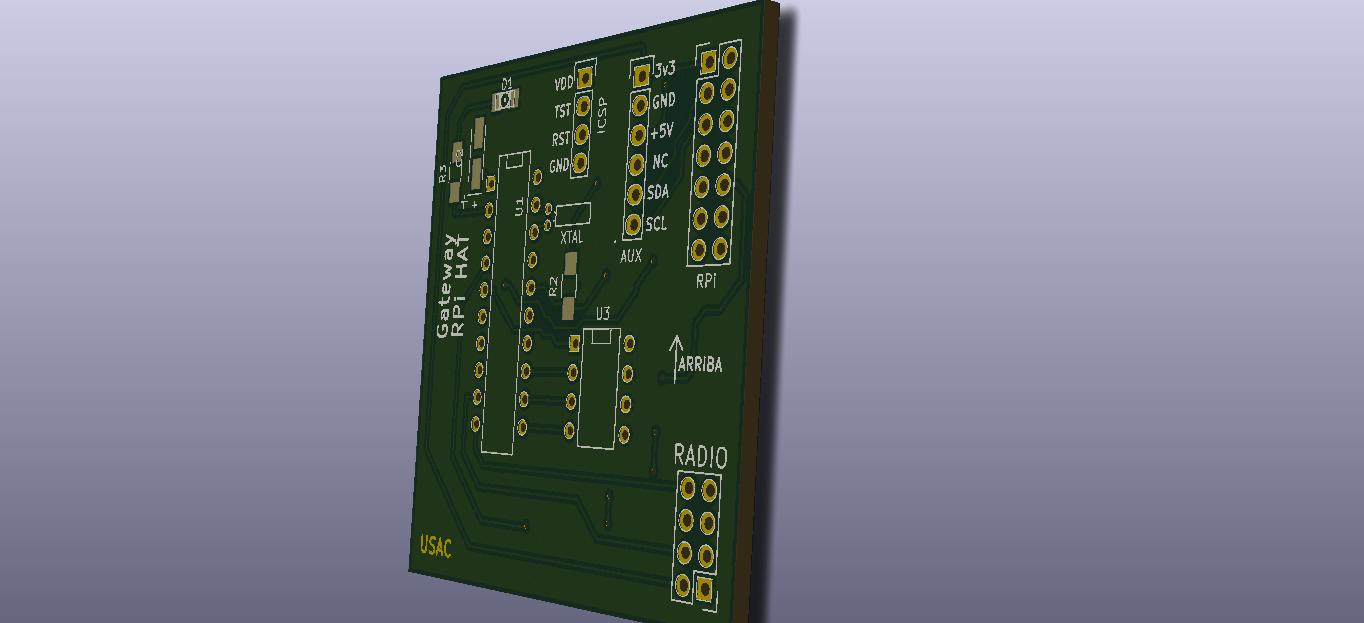 D1
VDD
TST
RST
GND
ICSP
3v3
GND
+5V
NC
SDA
SCL
AUX
RPi
R3
- +
U1
XTAL
R2
U3
Gateway
RPi HAT
ARRIBA
RADIO
USAC